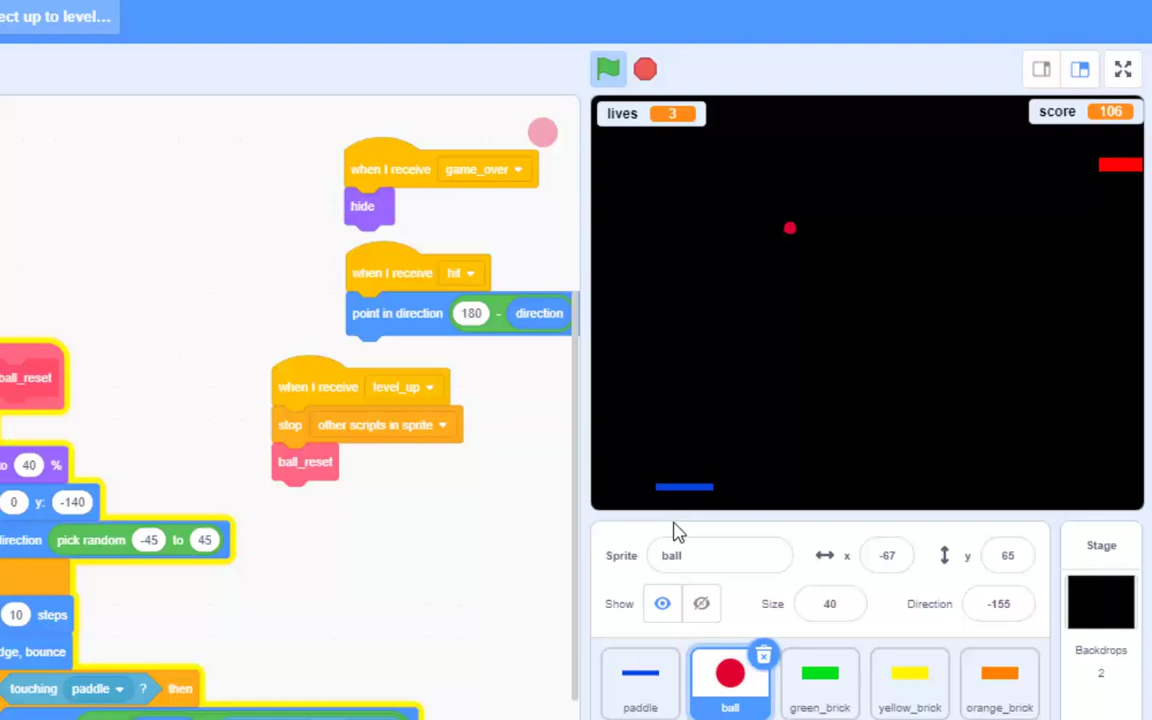 ect up to level...
lives 3
score 106
when I receive game_over
hide
when I receive hit
point in direction 180 - direction
ball_reset
when I receive level_up
stop other scripts in sprite
ball_reset
to 40 %
0 y: -140
direction pick random -45 to 45
10 steps
dge, bounce
touching paddle ? then
Sprite ball x -67 y 65
Show Size 40 Direction -155
Stage
Backdrops
2
paddle ball green_brick yellow_brick orange_brick